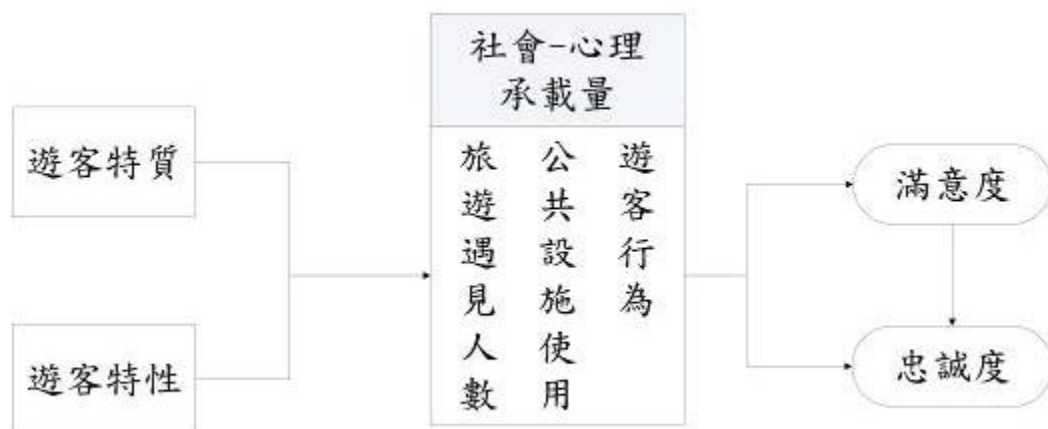 遊客特質
遊客特性
社會-心理
承載量
旅遊遇見人數
公共設施使用
遊客行為
滿意度
忠誠度